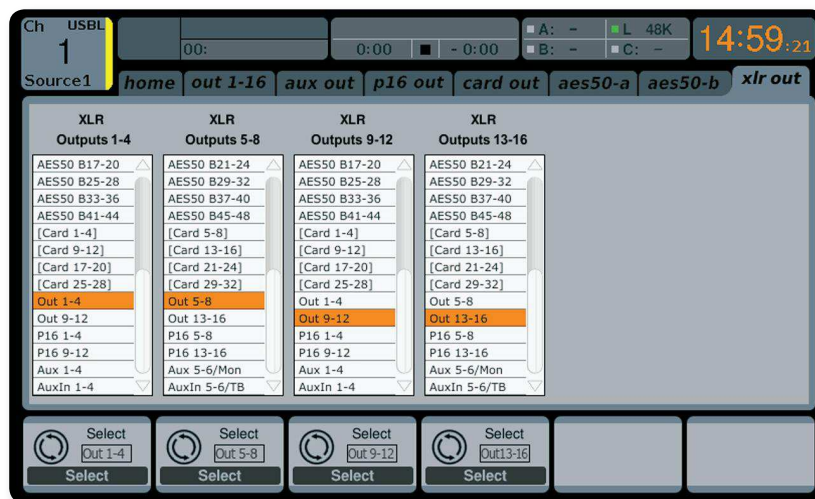 Ch USBL
1
Source1
00:
0:00 - 0:00
A: - L 48K
B: - C: -
14:59:21
home out 1-16 aux out p16 out card out aes50-a aes50-b xlr out
XLR
Outputs 1-4
XLR
Outputs 5-8
XLR
Outputs 9-12
XLR
Outputs 13-16
AES50 B17-20
AES50 B25-28
AES50 B33-36
AES50 B41-44
[Card 1-4]
[Card 9-12]
[Card 17-20]
[Card 25-28]
Out 1-4
Out 9-12
P16 1-4
P16 9-12
Aux 1-4
AuxIn 1-4
AES50 B21-24
AES50 B29-32
AES50 B37-40
AES50 B45-48
[Card 5-8]
[Card 13-16]
[Card 21-24]
[Card 29-32]
Out 5-8
Out 13-16
P16 5-8
P16 13-16
Aux 5-6/Mon
AuxIn 5-6/TB
AES50 B17-20
AES50 B25-28
AES50 B33-36
AES50 B41-44
[Card 1-4]
[Card 9-12]
[Card 17-20]
[Card 25-28]
Out 1-4
Out 9-12
P16 1-4
P16 9-12
Aux 1-4
AuxIn 1-4
AES50 B21-24
AES50 B29-32
AES50 B37-40
AES50 B45-48
[Card 5-8]
[Card 13-16]
[Card 21-24]
[Card 29-32]
Out 5-8
Out 13-16
P16 5-8
P16 13-16
Aux 5-6/Mon
AuxIn 5-6/TB
Select
Out 1-4
Select
Select
Out 5-8
Select
Select
Out 9-12
Select
Select
Out13-16
Select